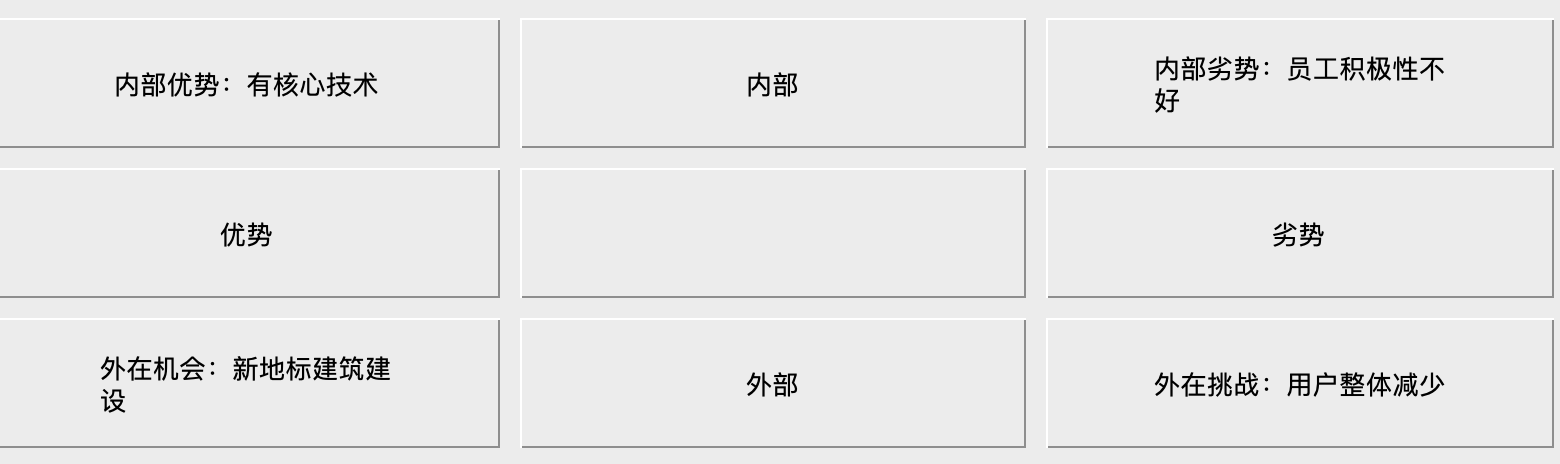 内部优势：有核心技术
内部
内部劣势：员工积极性不
好
优势
劣势
外在机会：新地标建筑建
设
外部
外在挑战：用户整体减少